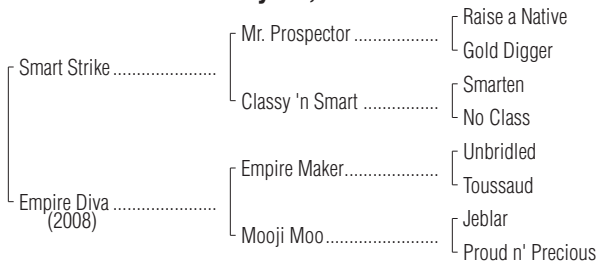 Raise a Native
Mr. Prospector ..................
Gold Digger
Smart Strike ......................
Smarten
Classy 'n Smart ................
No Class
Unbridled
Empire Maker....................
Toussaud
Empire Diva ......................
(2008)
Jeblar
Mooji Moo........................
Proud n' Precious